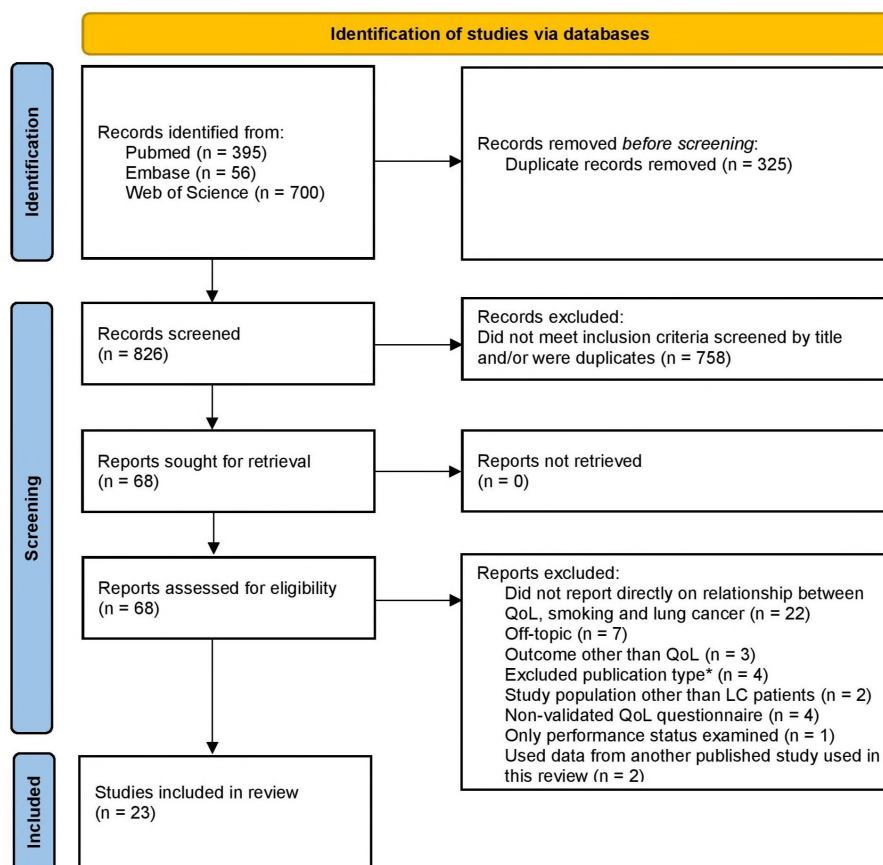 Identification of studies via databases
Identification
Records identified from:
Pubmed (n = 395)
Embase (n = 56)
Web of Science (n = 700)
Records removed before screening:
Duplicate records removed (n = 325)
Screening
Records screened
(n = 826)
Records excluded:
Did not meet inclusion criteria screened by title
and/or were duplicates (n = 758)
Reports sought for retrieval
(n = 68)
Reports not retrieved
(n = 0)
Reports assessed for eligibility
(n = 68)
Reports excluded:
Did not report directly on relationship between
QoL, smoking and lung cancer (n = 22)
Off-topic (n = 7)
Outcome other than QoL (n = 3)
Excluded publication type* (n = 4)
Study population other than LC patients (n = 2)
Non-validated QoL questionnaire (n = 4)
Only performance status examined (n = 1)
Used data from another published study used in
this review (n = 2)
Included
Studies included in review
(n = 23)